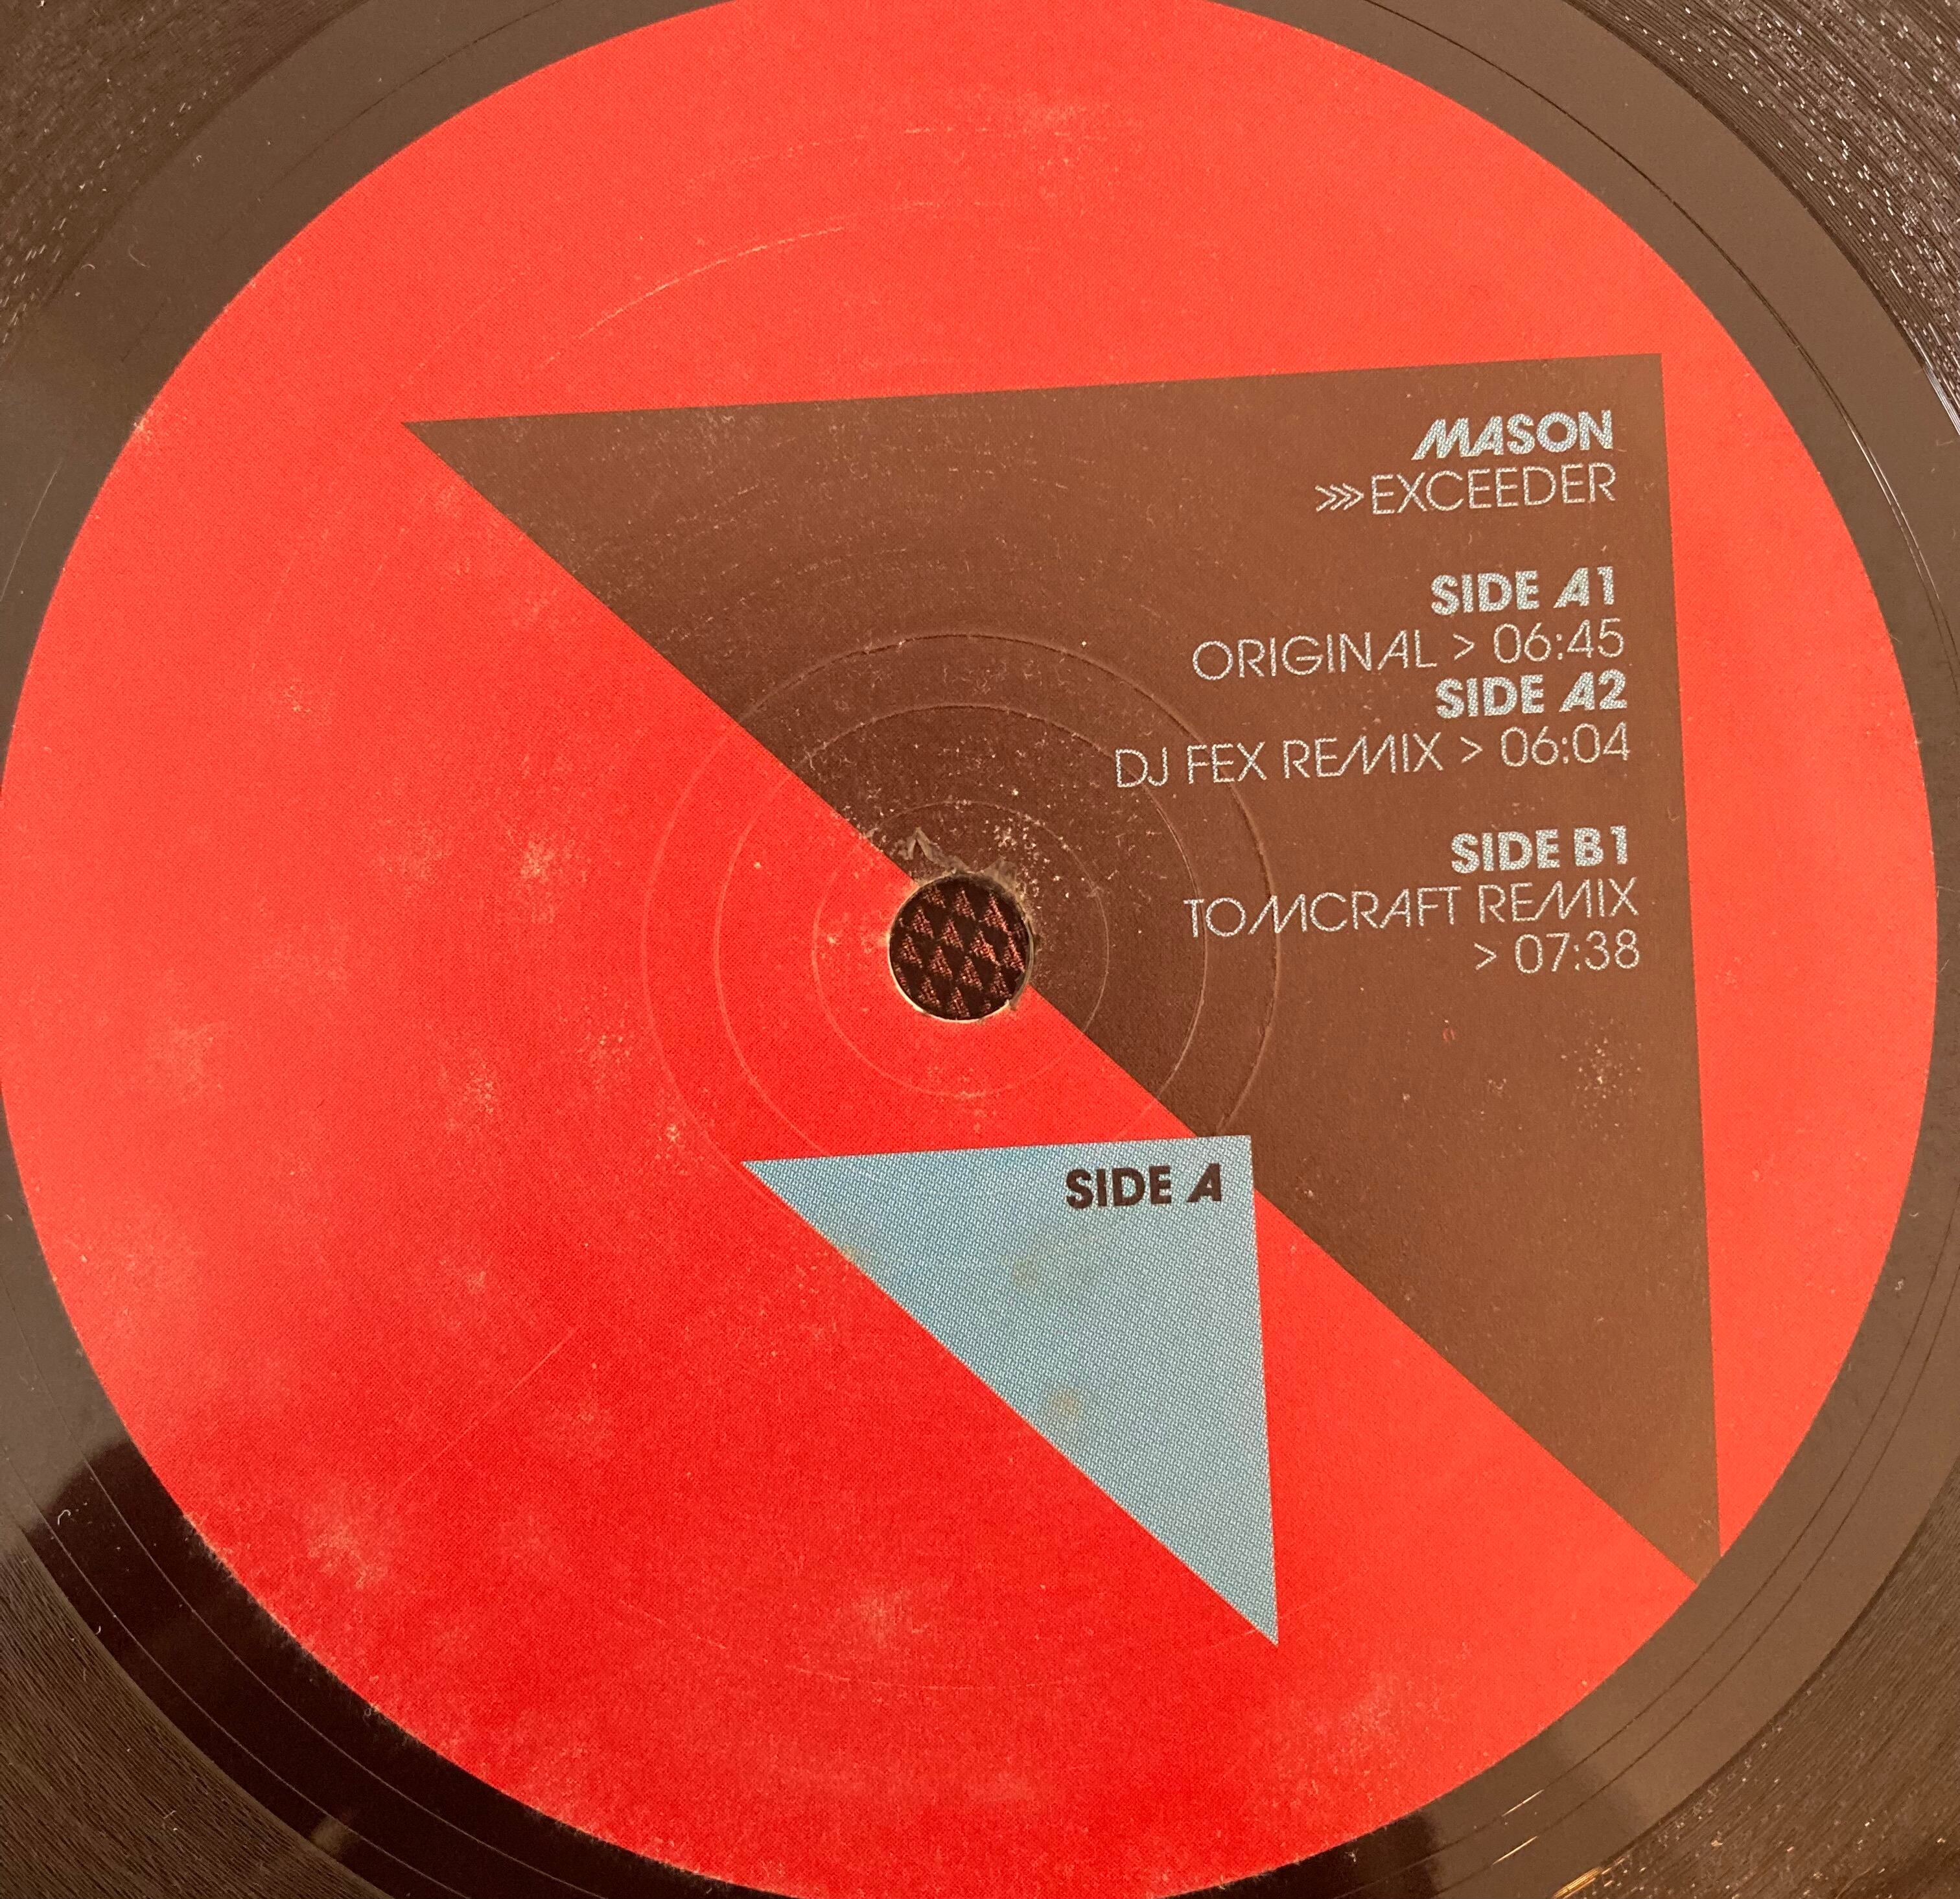 MASON
>>>EXCEEDER
SIDE A1
ORIGINAL > 06:45
SIDE A2
DJ FEX REMIX > 06:04
SIDE B1
TOMCRAFT REMIX
> 07:38
SIDE A